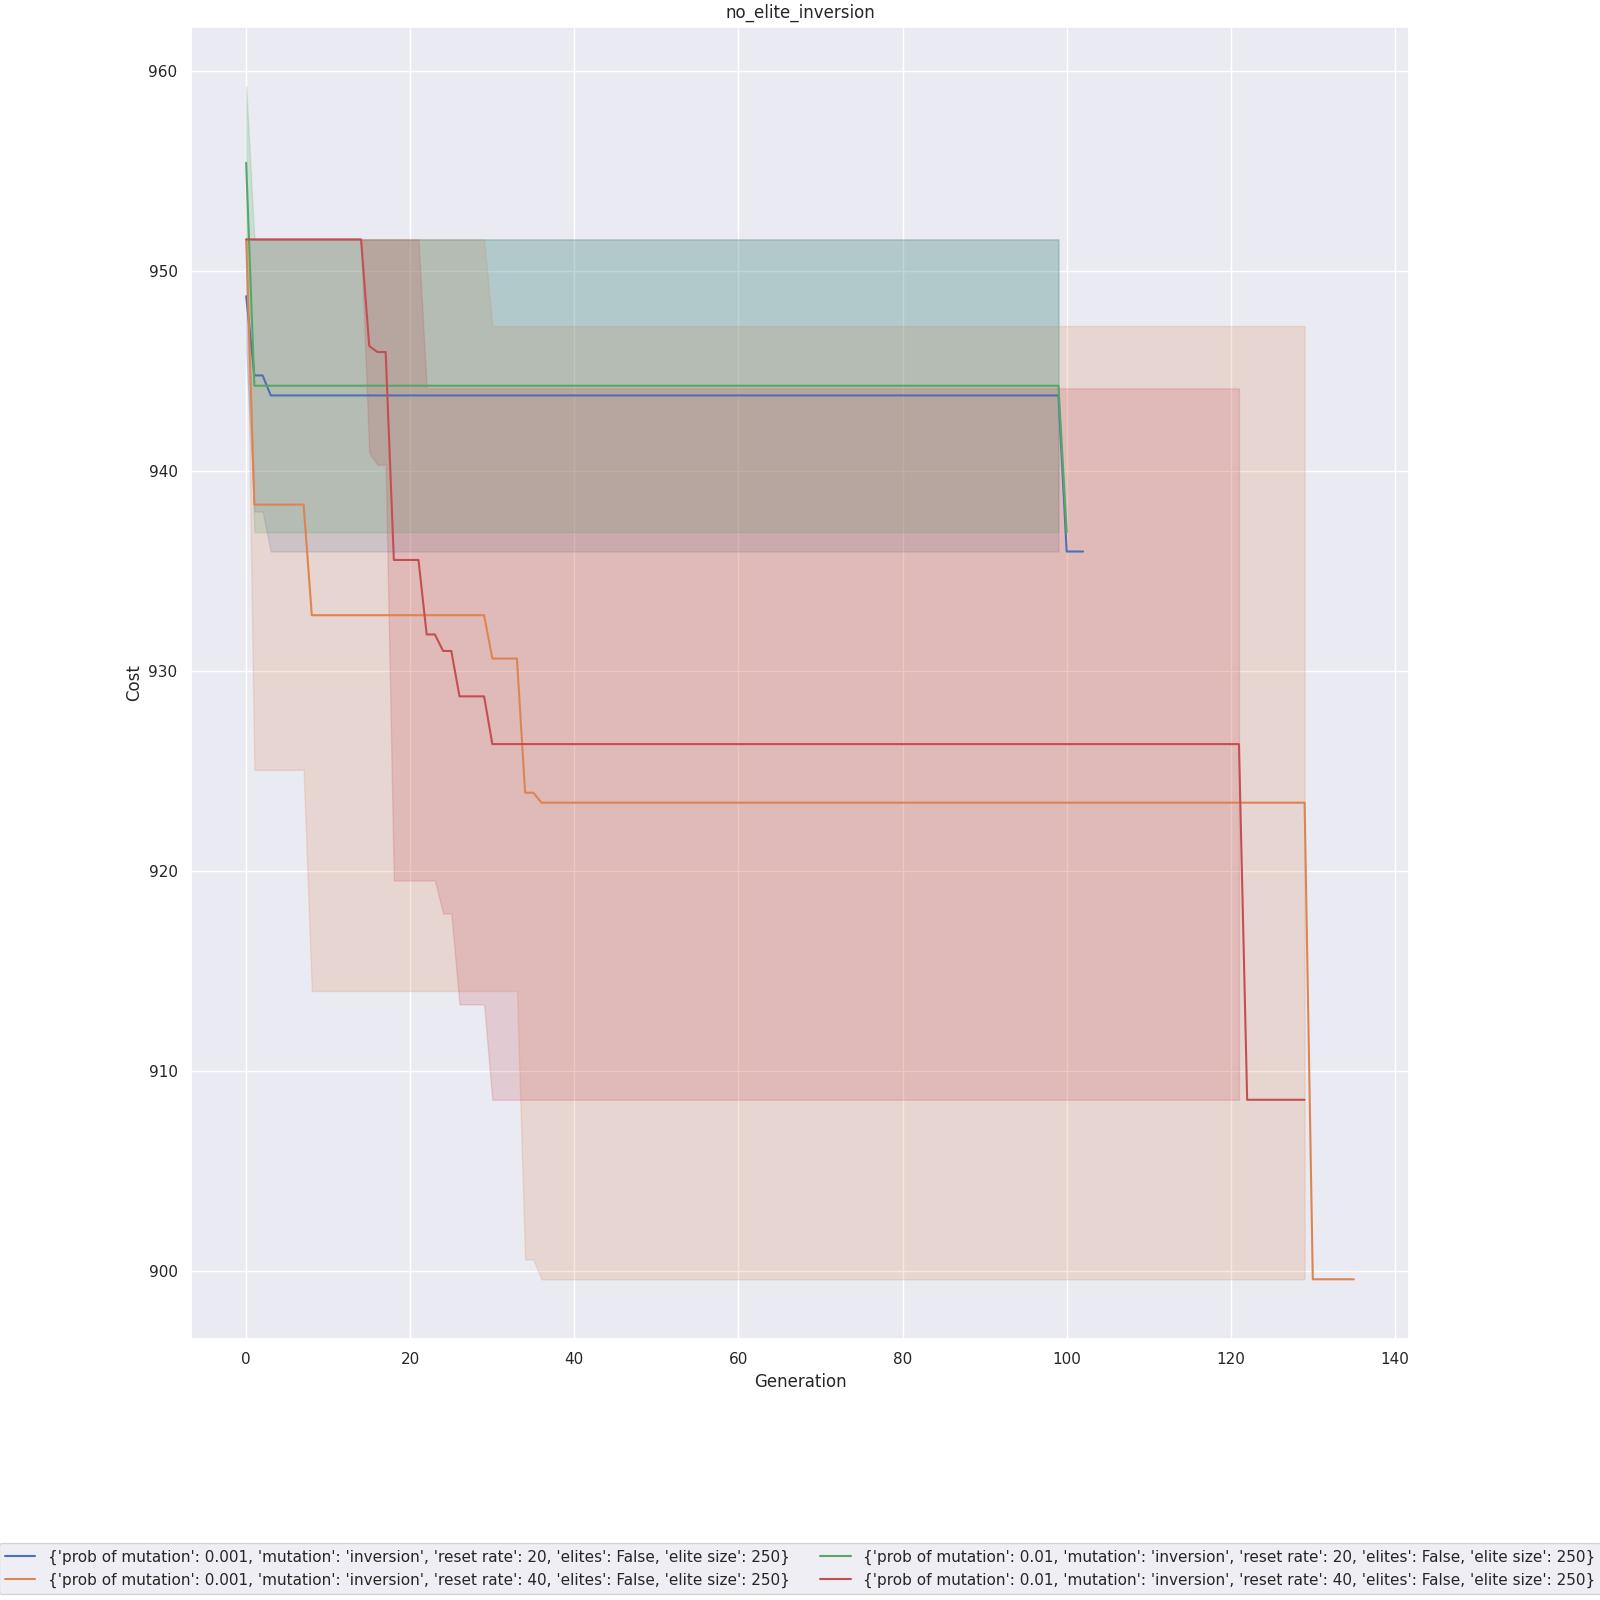 no_elite_inversion
960
950
940
930
920
910
900
Cost
0 20 40 60 80 100 120 140
Generation
{'prob of mutation': 0.001, 'mutation': 'inversion', 'reset rate': 20, 'elites': False, 'elite size': 250}
{'prob of mutation': 0.001, 'mutation': 'inversion', 'reset rate': 40, 'elites': False, 'elite size': 250}
{'prob of mutation': 0.01, 'mutation': 'inversion', 'reset rate': 20, 'elites': False, 'elite size': 250}
{'prob of mutation': 0.01, 'mutation': 'inversion', 'reset rate': 40, 'elites': False, 'elite size': 250}